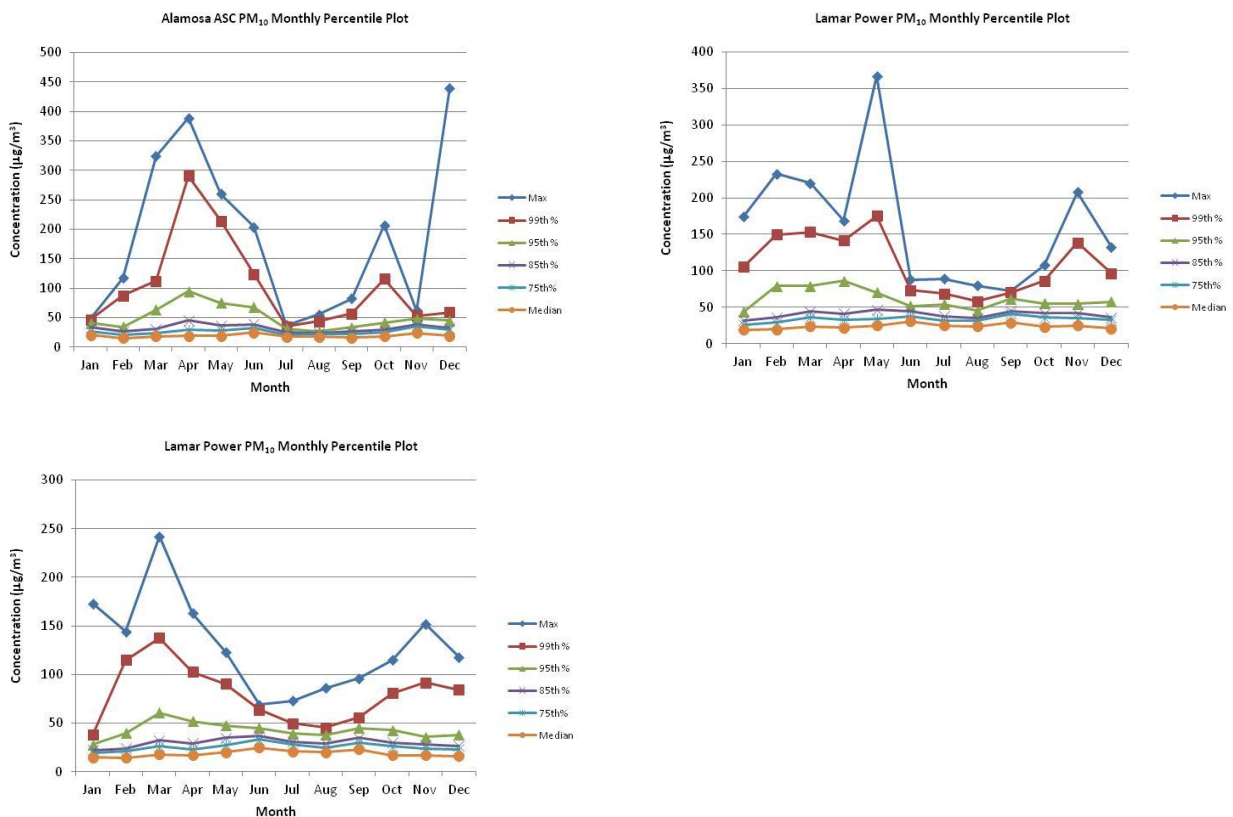 Alamosa ASC PM₁₀ Monthly Percentile Plot
500
450
400
350
300
250
200
150
100
50
0
Concentration (µg/m³)
Jan Feb Mar Apr May Jun Jul Aug Sep Oct Nov Dec
Month
Max
99th %
95th %
85th %
75th%
Median
Lamar Power PM₁₀ Monthly Percentile Plot
400
350
300
250
200
150
100
50
0
Concentration (µg/m³)
Jan Feb Mar Apr May Jun Jul Aug Sep Oct Nov Dec
Month
Max
99th %
95th %
85th %
75th%
Median
Lamar Power PM₁₀ Monthly Percentile Plot
300
250
200
150
100
50
0
Concentration (µg/m³)
Jan Feb Mar Apr May Jun Jul Aug Sep Oct Nov Dec
Month
Max
99th %
95th %
85th %
75th%
Median